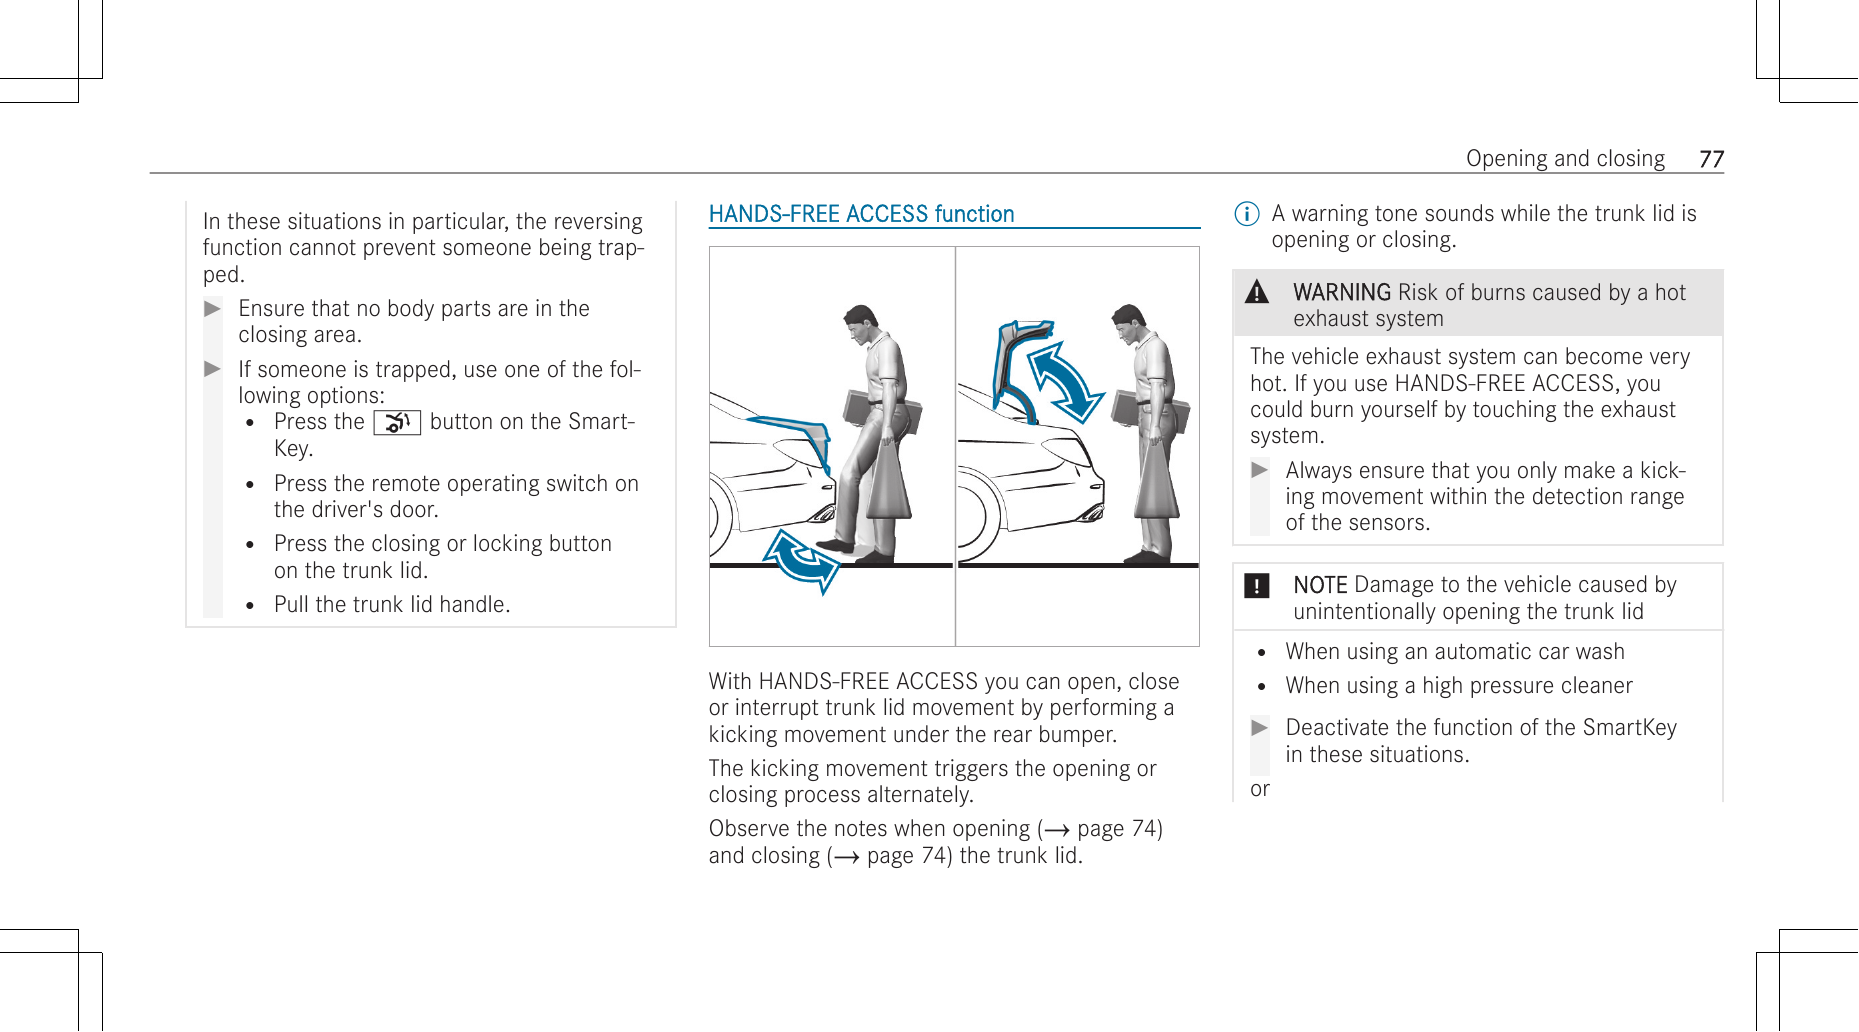 Opening and closing 77
In these situations in particular, the reversing
function cannot prevent someone being trap-
ped.
▶ Ensure that no body parts are in the
closing area.
▶ If someone is trapped, use one of the fol-
lowing options:
• Press the button on the Smart-
Key.
• Press the remote operating switch on
the driver's door.
• Press the closing or locking button
on the trunk lid.
• Pull the trunk lid handle.
HANDS-FREE ACCESS function
With HANDS-FREE ACCESS you can open, close
or interrupt trunk lid movement by performing a
kicking movement under the rear bumper.
The kicking movement triggers the opening or
closing process alternately.
Observe the notes when opening (→ page 74)
and closing (→ page 74) the trunk lid.
A warning tone sounds while the trunk lid is
opening or closing.
WARNING Risk of burns caused by a hot
exhaust system
The vehicle exhaust system can become very
hot. If you use HANDS-FREE ACCESS, you
could burn yourself by touching the exhaust
system.
▶ Always ensure that you only make a kick-
ing movement within the detection range
of the sensors.
NOTE Damage to the vehicle caused by
unintentionally opening the trunk lid
• When using an automatic car wash
• When using a high pressure cleaner
▶ Deactivate the function of the SmartKey
in these situations.
or